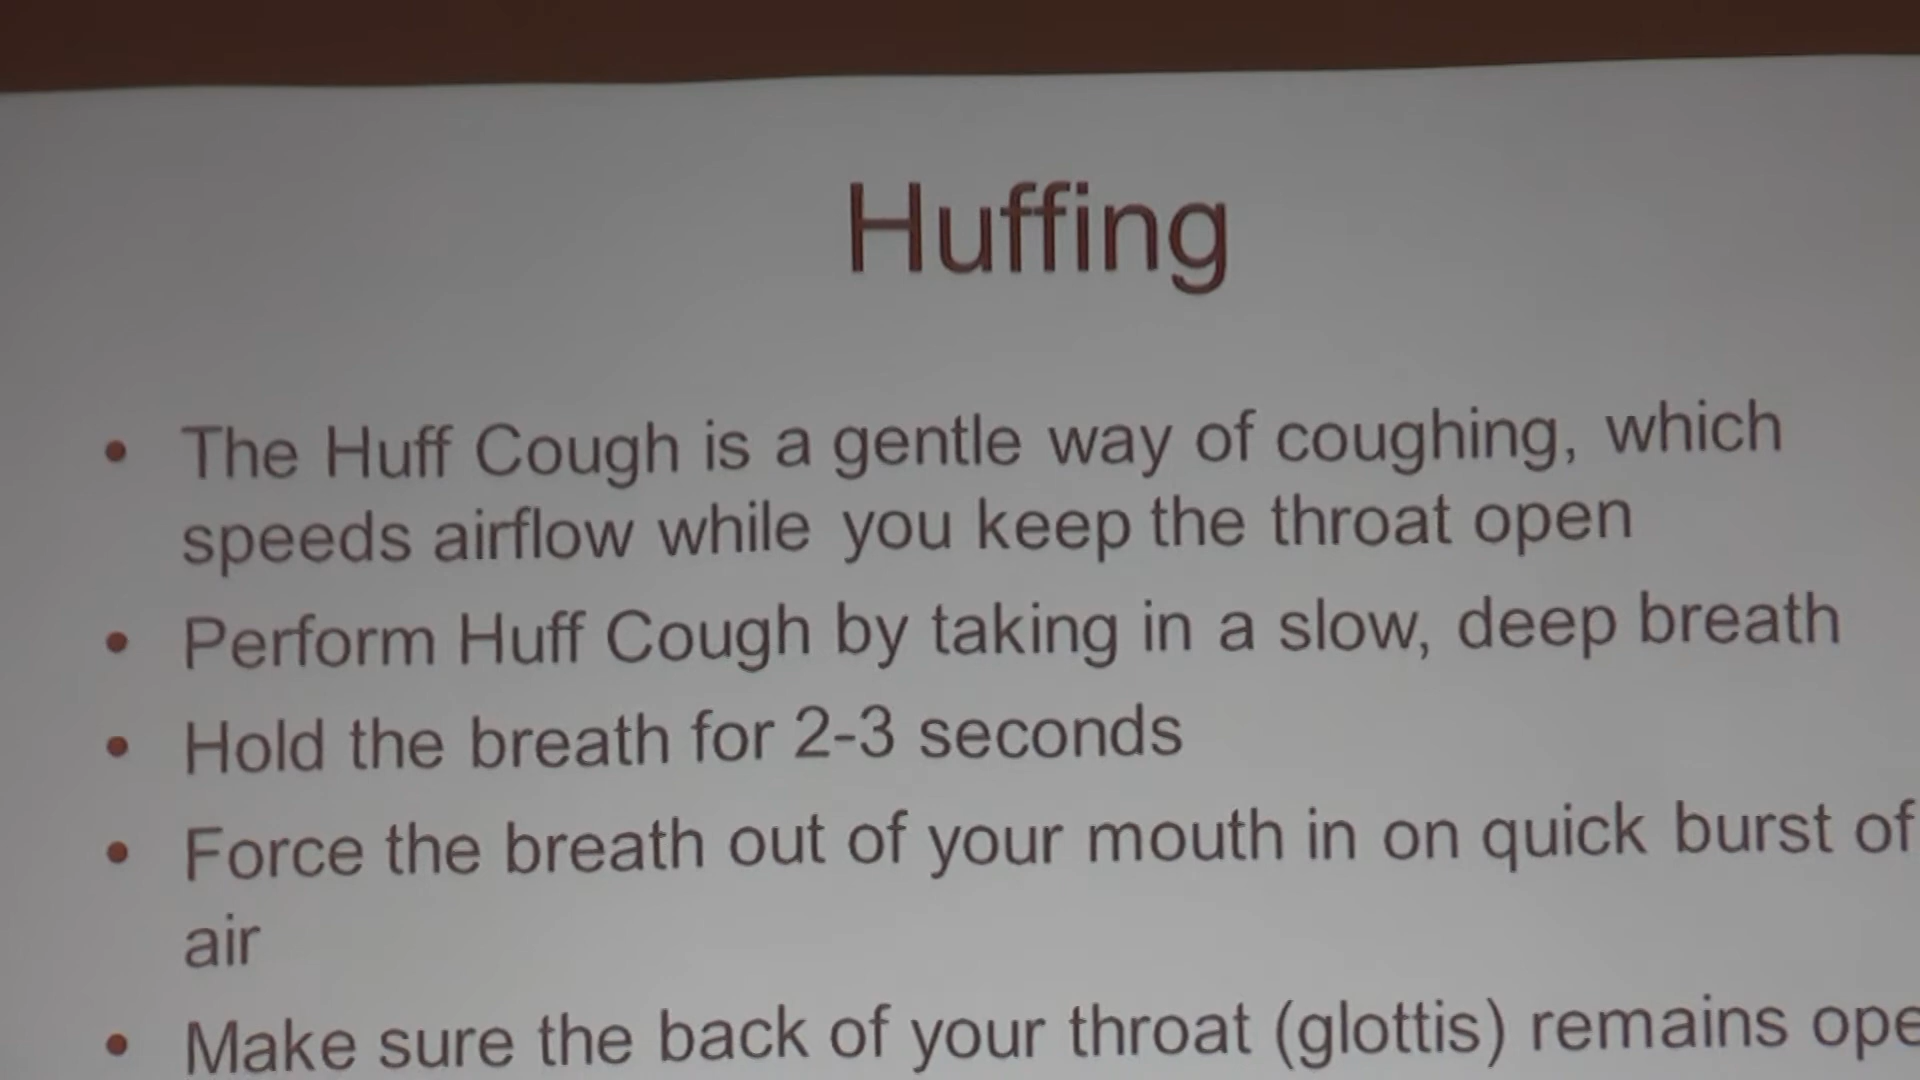 Huffing
• The Huff Cough is a gentle way of coughing, which
speeds airflow while you keep the throat open
• Perform Huff Cough by taking in a slow, deep breath
• Hold the breath for 2-3 seconds
• Force the breath out of your mouth in on quick burst of
air
• Make sure the back of your throat (glottis) remains ope